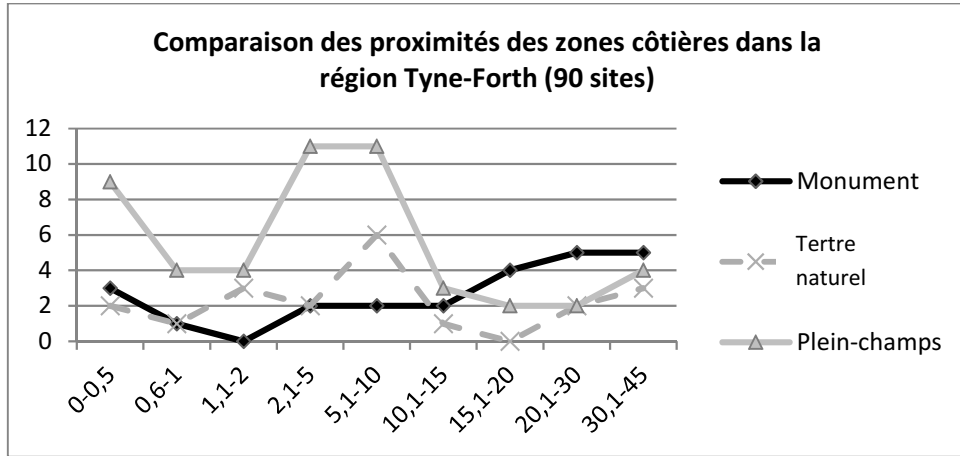 Comparaison des proximités des zones côtières dans la
région Tyne-Forth (90 sites)
12
10
8
6
4
2
0
0-0,5
0,6-1
1,1-2
2,1-5
5,1-10
10,1-15
15,1-20
20,1-30
30,1-45
Monument
Tertre
naturel
Plein-champs